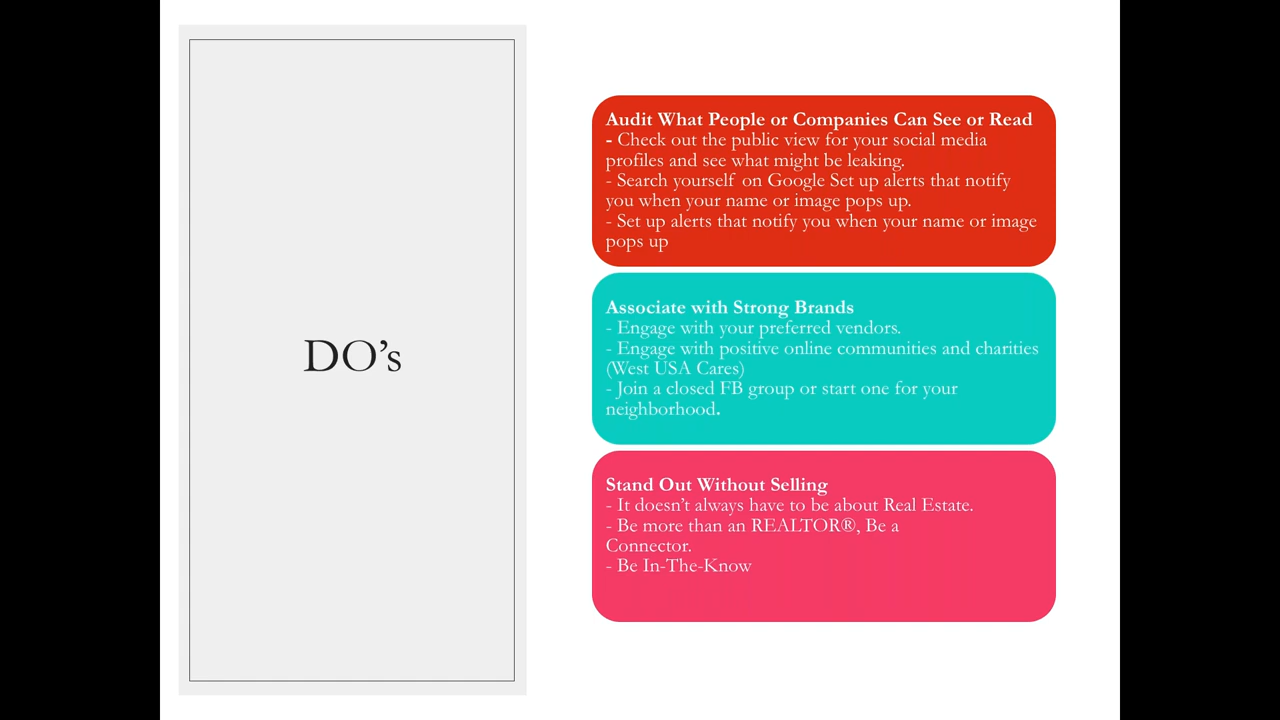 DO’s
Audit What People or Companies Can See or Read
- Check out the public view for your social media
profiles and see what might be leaking.
- Search yourself on Google Set up alerts that notify
you when your name or image pops up.
- Set up alerts that notify you when your name or image
pops up
Associate with Strong Brands
- Engage with your preferred vendors.
- Engage with positive online communities and charities
(West USA Cares)
- Join a closed FB group or start one for your
neighborhood.
Stand Out Without Selling
- It doesn’t always have to be about Real Estate.
- Be more than an REALTOR®, Be a
Connector.
- Be In-The-Know